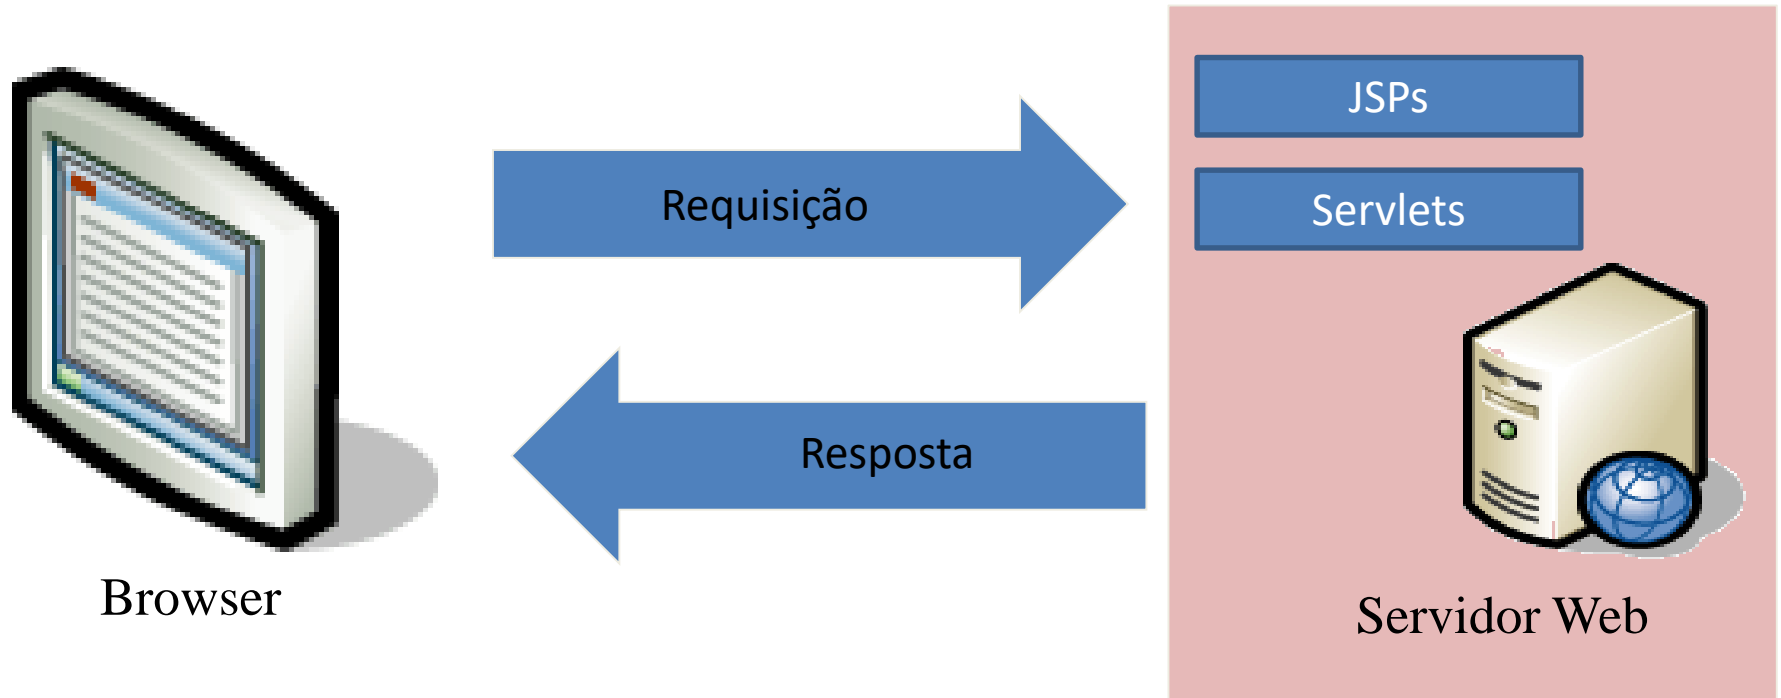 JSPs
Requisição
Servlets
Resposta
Browser
Servidor Web